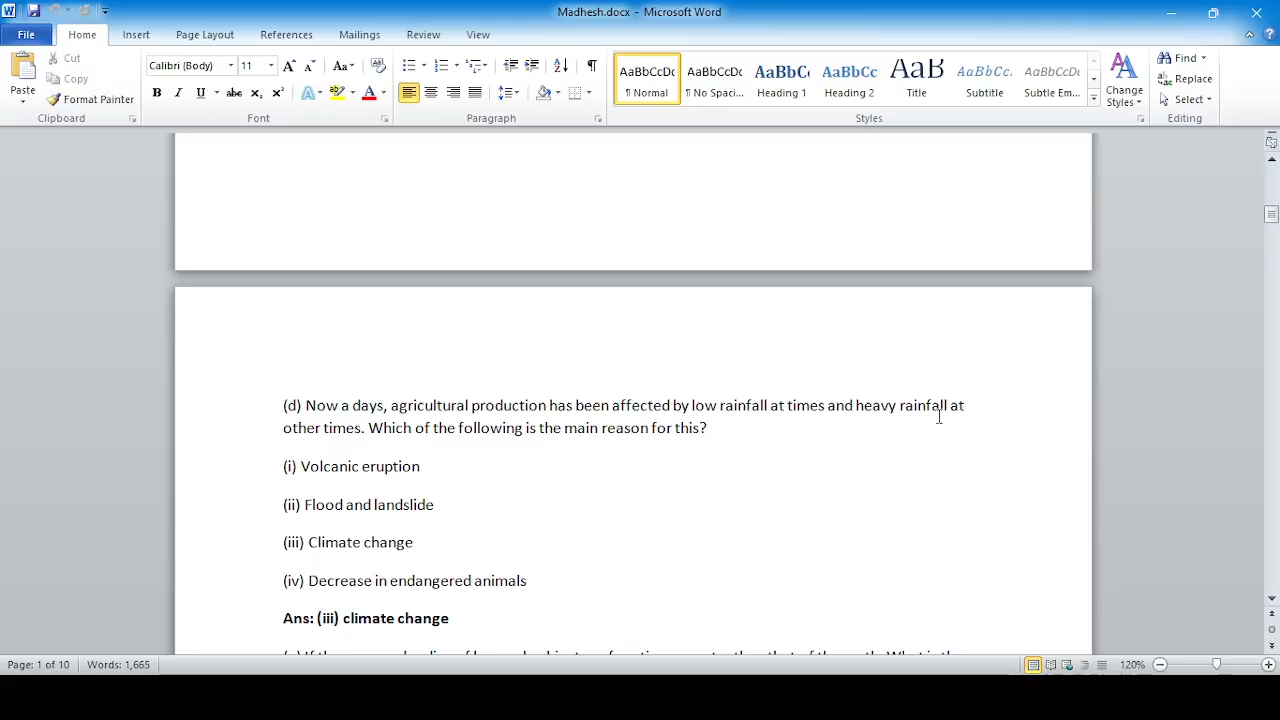 Madhesh.docx - Microsoft Word
File Home Insert Page Layout References Mailings Review View
Paste
Cut
Copy
Format Painter
Clipboard
Calibri (Body) 11
Font
Paragraph
AaBbCcDc AaBbCcDc AaBbC AaBbCc AaB AaBbCc. AaBbCcDc
¶ Normal ¶ No Spaci... Heading 1 Heading 2 Title Subtitle Subtle Em...
Styles
Change Styles
Find
Replace
Select
Editing
(d) Now a days, agricultural production has been affected by low rainfall at times and heavy rainfall at
other times. Which of the following is the main reason for this?
(i) Volcanic eruption
(ii) Flood and landslide
(iii) Climate change
(iv) Decrease in endangered animals
Ans: (iii) climate change
Page: 1 of 10 Words: 1,665 120%